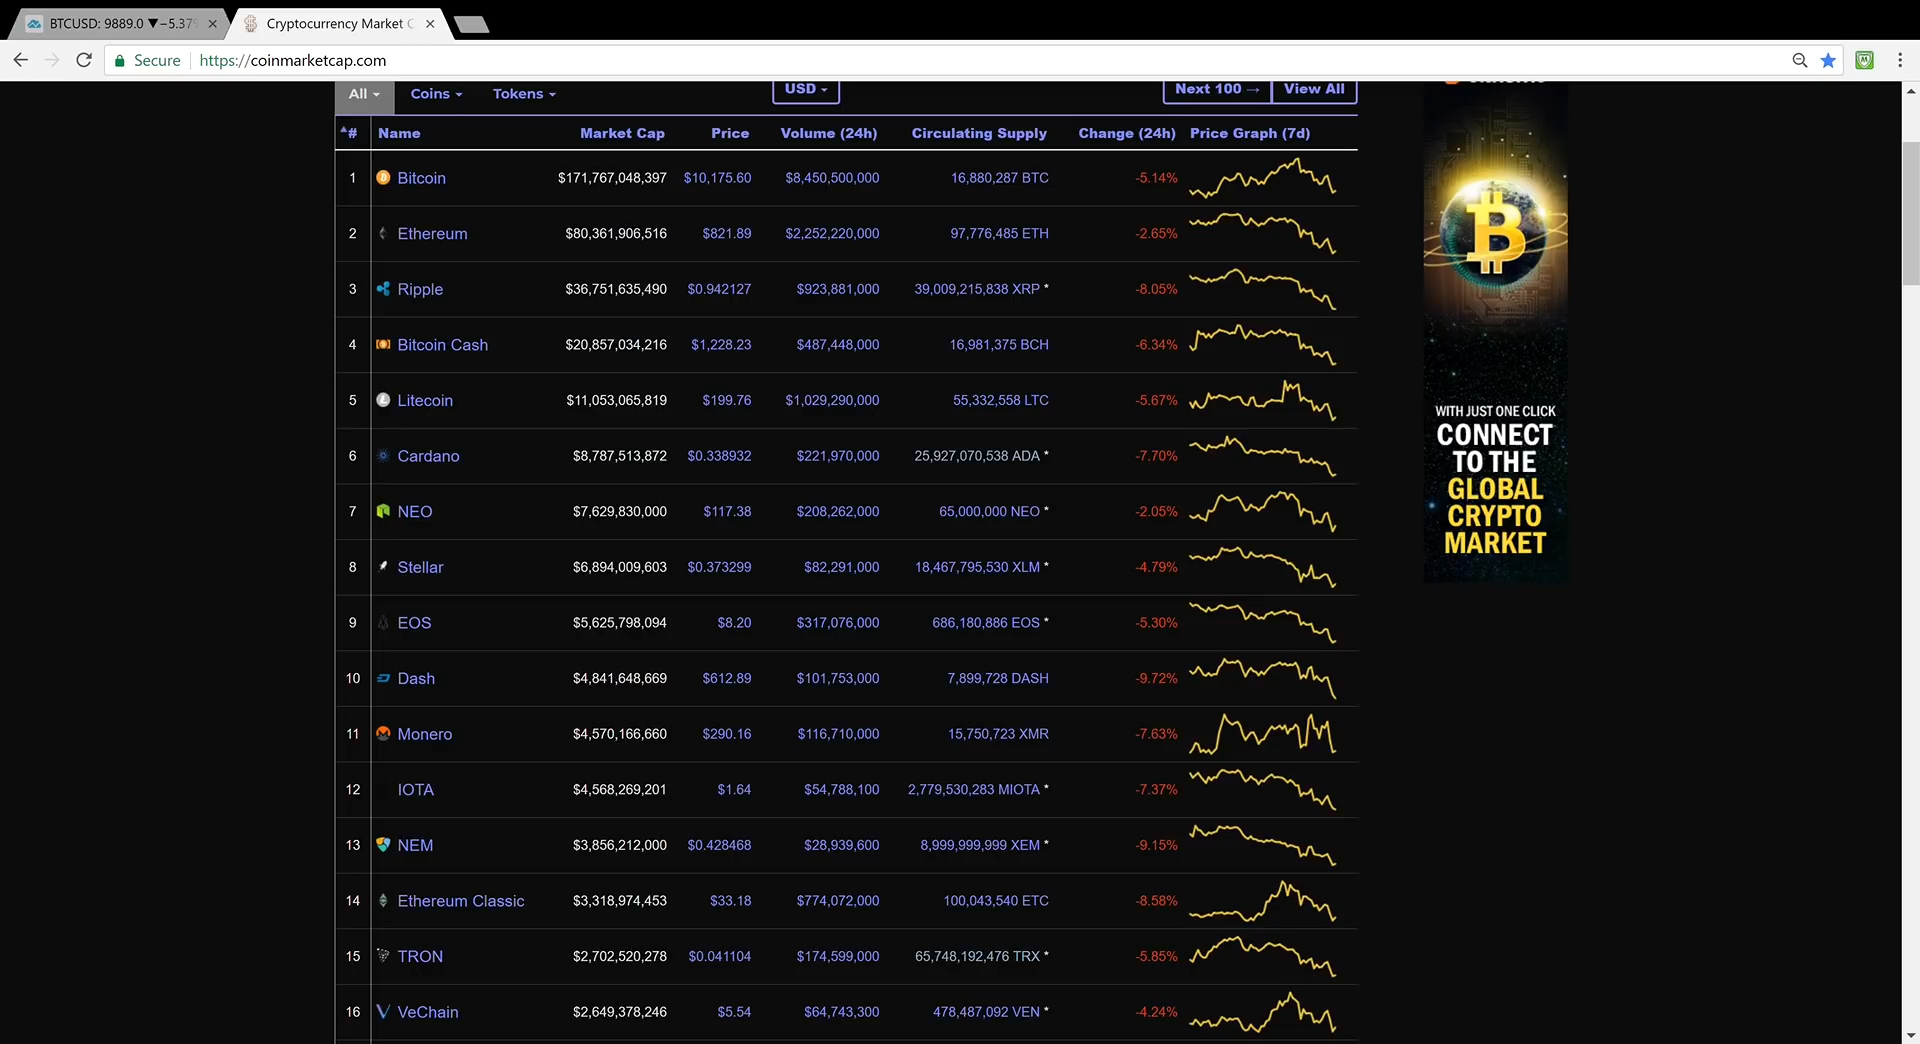 BTCUSD: 9889.0 ▼−5.37%
Cryptocurrency Market C
Secure https://coinmarketcap.com
All Coins Tokens USD Next 100 → View All
# Name Market Cap Price Volume (24h) Circulating Supply Change (24h) Price Graph (7d)
1 Bitcoin $171,767,048,397 $10,175.60 $8,450,500,000 16,880,287 BTC -5.14%
2 Ethereum $80,361,906,516 $821.89 $2,252,220,000 97,776,485 ETH -2.65%
3 Ripple $36,751,635,490 $0.942127 $923,881,000 39,009,215,838 XRP * -8.05%
4 Bitcoin Cash $20,857,034,216 $1,228.23 $487,448,000 16,981,375 BCH -6.34%
5 Litecoin $11,053,065,819 $199.76 $1,029,290,000 55,332,558 LTC -5.67%
6 Cardano $8,787,513,872 $0.338932 $221,970,000 25,927,070,538 ADA * -7.70%
7 NEO $7,629,830,000 $117.38 $208,262,000 65,000,000 NEO * -2.05%
8 Stellar $6,894,009,603 $0.373299 $82,291,000 18,467,795,530 XLM * -4.79%
9 EOS $5,625,798,094 $8.20 $317,076,000 686,180,886 EOS * -5.30%
10 Dash $4,841,648,669 $612.89 $101,753,000 7,899,728 DASH -9.72%
11 Monero $4,570,166,660 $290.16 $116,710,000 15,750,723 XMR -7.63%
12 IOTA $4,568,269,201 $1.64 $54,788,100 2,779,530,283 MIOTA * -7.37%
13 NEM $3,856,212,000 $0.428468 $28,939,600 8,999,999,999 XEM * -9.15%
14 Ethereum Classic $3,318,974,453 $33.18 $774,072,000 100,043,540 ETC -8.58%
15 TRON $2,702,520,278 $0.041104 $174,599,000 65,748,192,476 TRX * -5.85%
16 VeChain $2,649,378,246 $5.54 $64,743,300 478,487,092 VEN * -4.24%
WITH JUST ONE CLICK
CONNECT
TO THE
GLOBAL
CRYPTO
MARKET